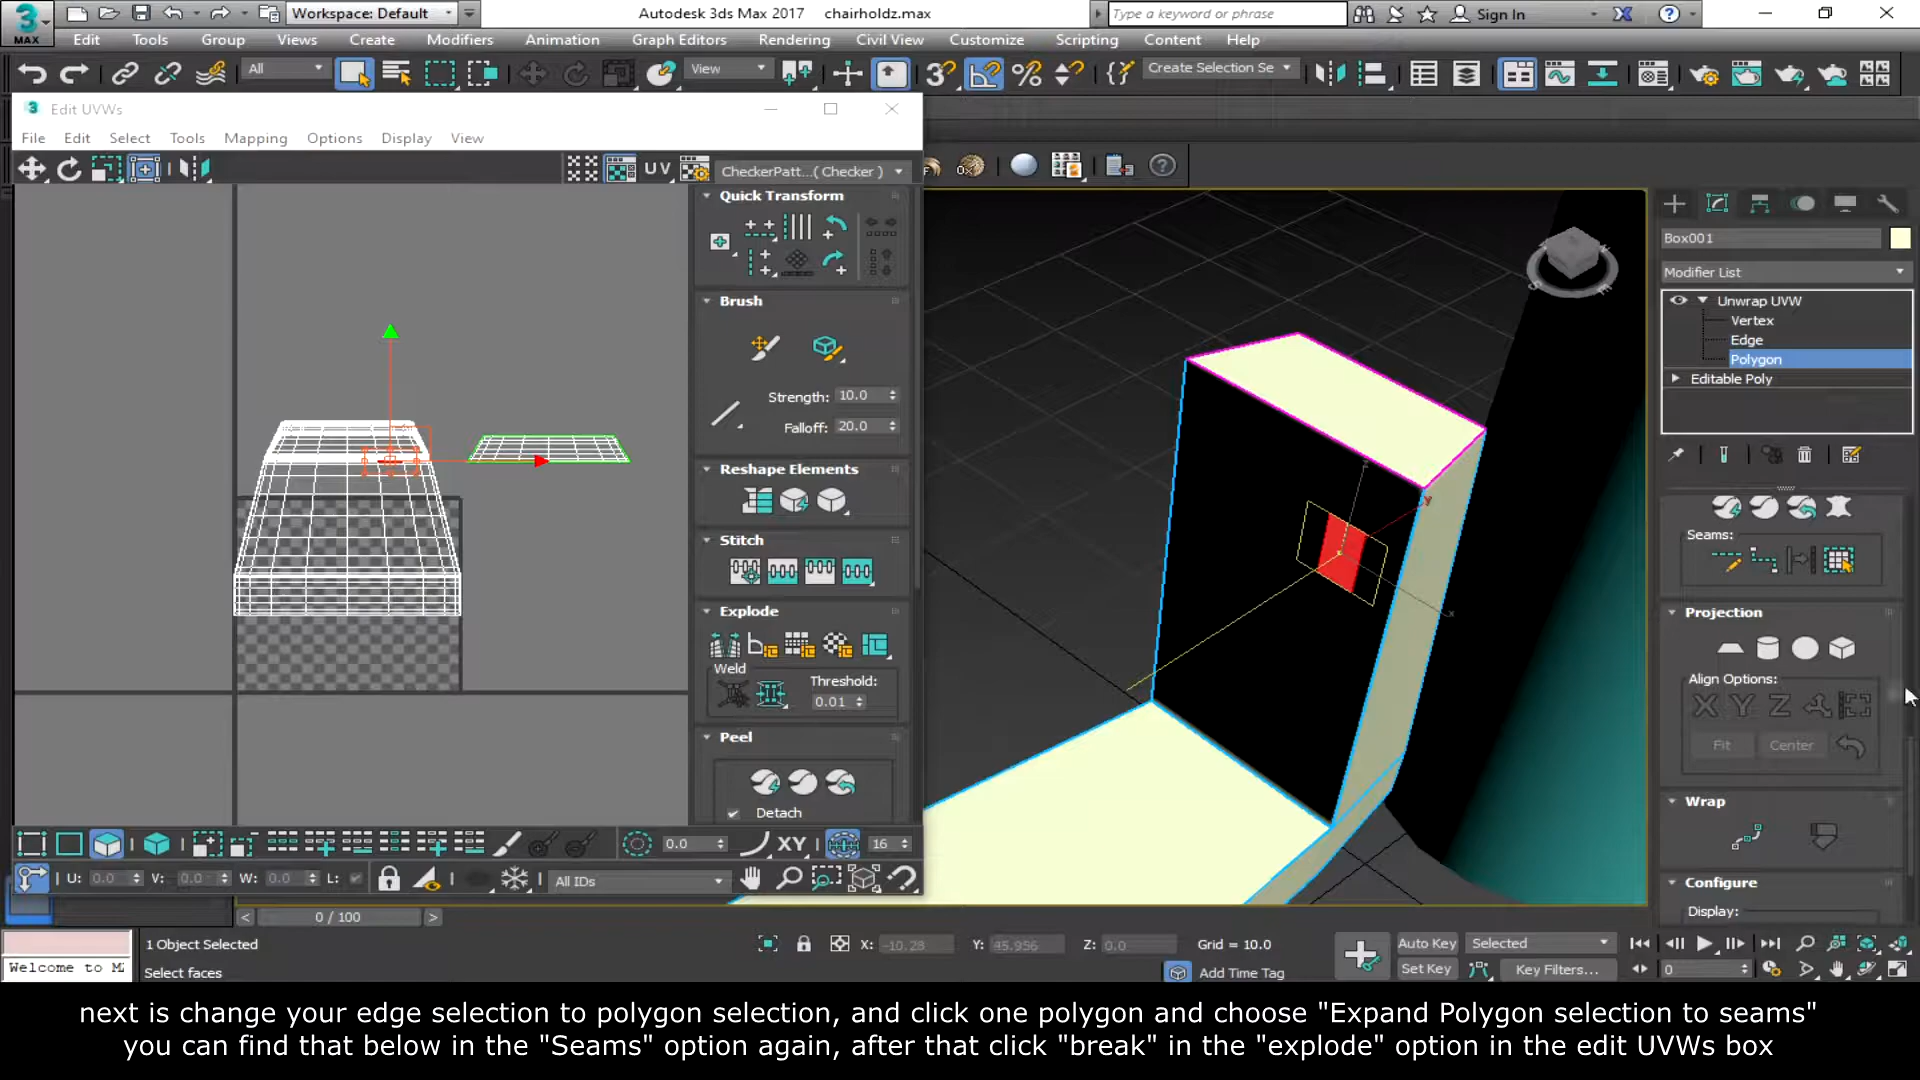 Workspace: Default
Autodesk 3ds Max 2017 chairholdz.max
Type a keyword or phrase
Sign In
MAX
Edit Tools Group Views Create Modifiers Animation Graph Editors Rendering Civil View Customize Scripting Content Help
All
View
Create Selection Se
3 Edit UVWs
File Edit Select Tools Mapping Options Display View
UV
CheckerPatt...( Checker )
Quick Transform
Brush
Strength: 10.0
Falloff: 20.0
Reshape Elements
Stitch
Explode
Weld
Threshold:
0.01
Peel
Detach
0.0
XY
16
U: 0.0 V: 0.0 W: 0.0 L:
All IDs
Box001
Modifier List
Unwrap UVW
Vertex
Edge
Polygon
Editable Poly
Seams:
Projection
Align Options:
X Y Z
Fit Center
Wrap
Configure
Display:
< 0 / 100 >
1 Object Selected
X: -10.28 Y: 45.956 Z: 0.0 Grid = 10.0
Auto Key Selected
Welcome to M
Select faces
Add Time Tag
Set Key Key Filters...
0
next is change your edge selection to polygon selection, and click one polygon and choose "Expand Polygon selection to seams"
you can find that below in the "Seams" option again, after that click "break" in the "explode" option in the edit UVWs box